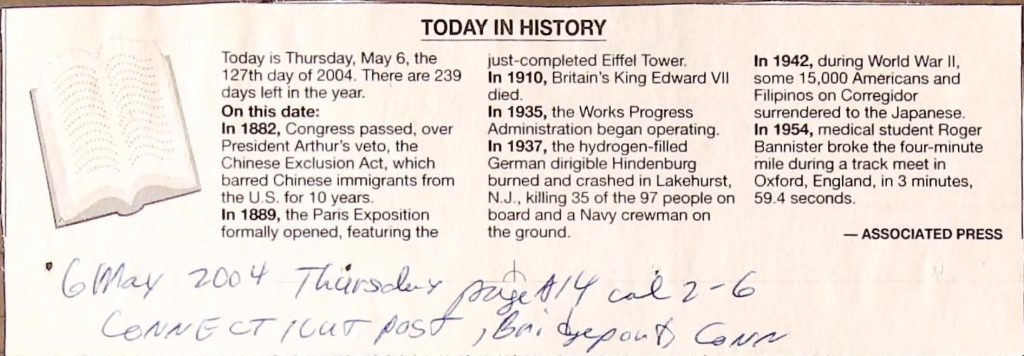 TODAY IN HISTORY
Today is Thursday, May 6, the
127th day of 2004. There are 239
days left in the year.
On this date:
In 1882, Congress passed, over
President Arthur's veto, the
Chinese Exclusion Act, which
barred Chinese immigrants from
the U.S. for 10 years.
In 1889, the Paris Exposition
formally opened, featuring the
just-completed Eiffel Tower.
In 1910, Britain's King Edward VII
died.
In 1935, the Works Progress
Administration began operating.
In 1937, the hydrogen-filled
German dirigible Hindenburg
burned and crashed in Lakehurst,
N.J., killing 35 of the 97 people on
board and a Navy crewman on
the ground.
In 1942, during World War II,
some 15,000 Americans and
Filipinos on Corregidor
surrendered to the Japanese.
In 1954, medical student Roger
Bannister broke the four-minute
mile during a track meet in
Oxford, England, in 3 minutes,
59.4 seconds.
— ASSOCIATED PRESS
6 May 2004 Thursday page A14 col 2-6
CONNECTICUT POST, Bridgeport, CONN